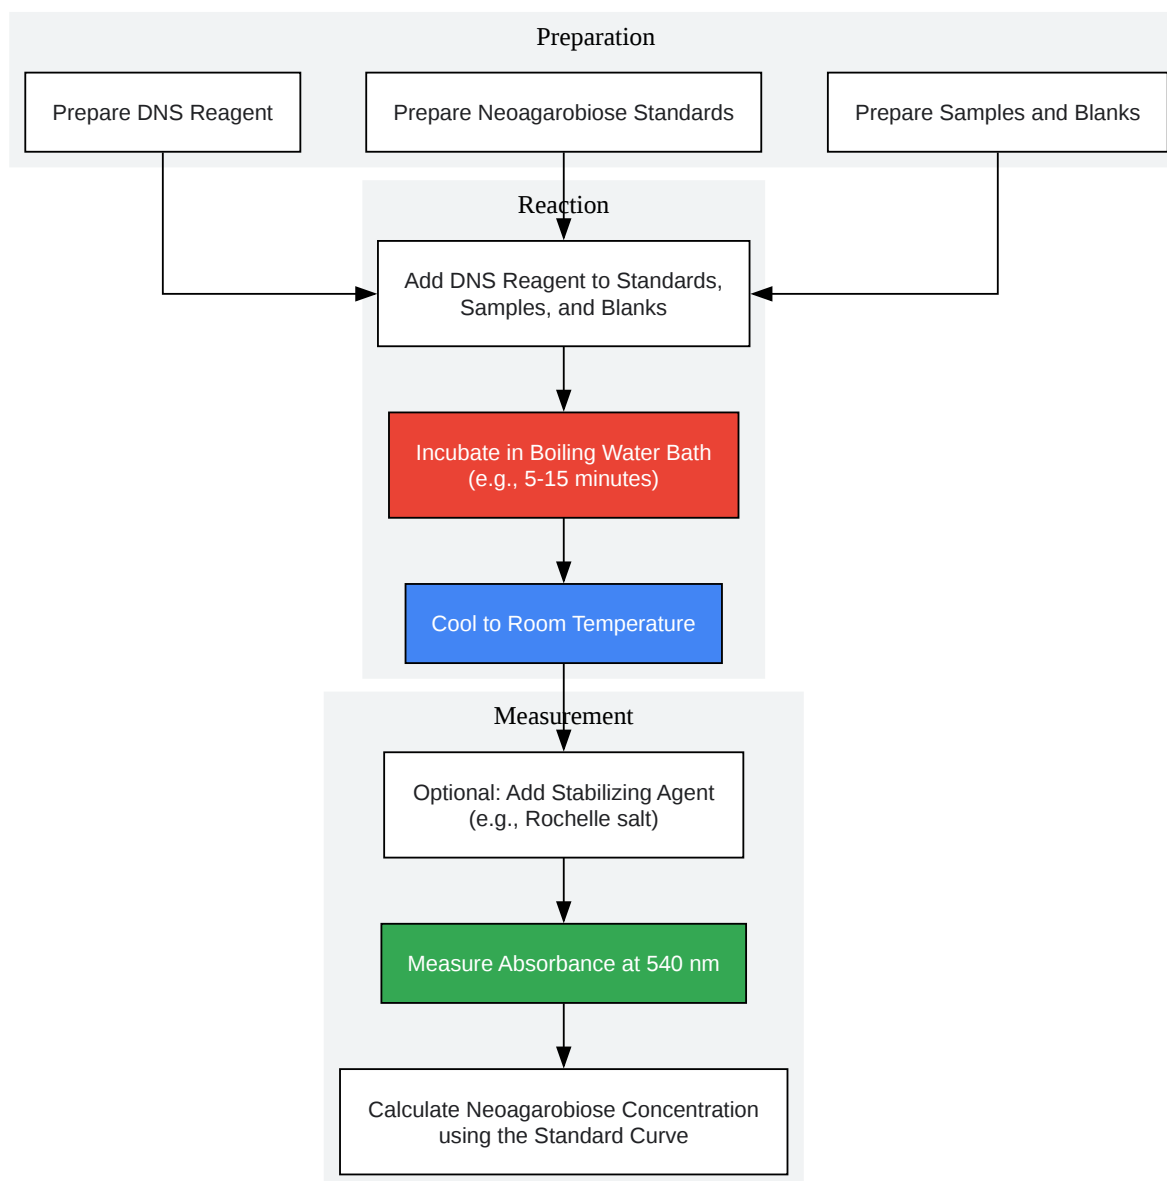 Preparation
Prepare DNS Reagent
Prepare Neoagarobiose Standards
Prepare Samples and Blanks
Reaction
Add DNS Reagent to Standards,
Samples, and Blanks
Incubate in Boiling Water Bath
(e.g., 5-15 minutes)
Cool to Room Temperature
Measurement
Optional: Add Stabilizing Agent
(e.g., Rochelle salt)
Measure Absorbance at 540 nm
Calculate Neoagarobiose Concentration
using the Standard Curve